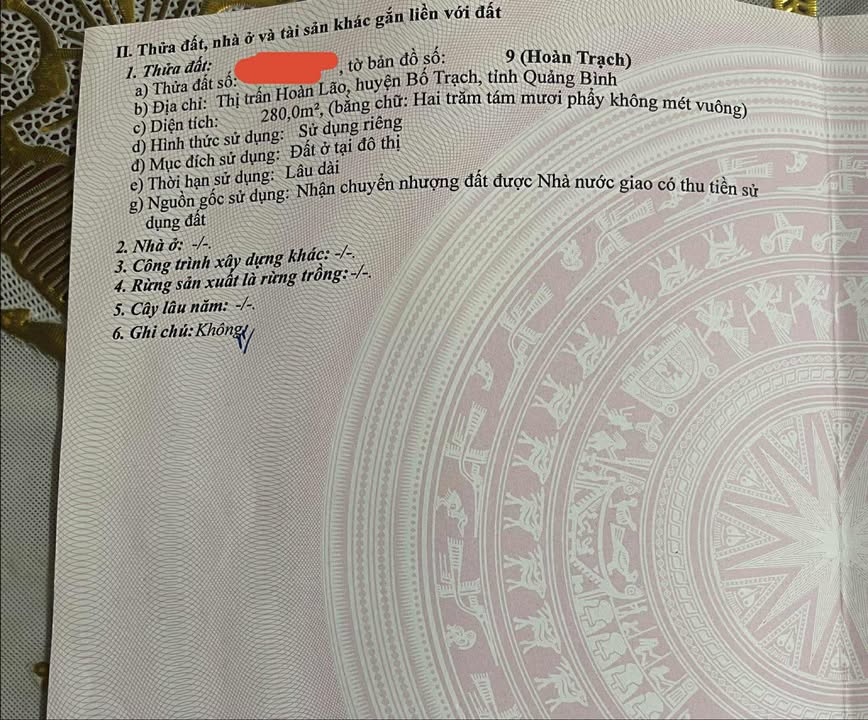 II. Thửa đất, nhà ở và tài sản khác gắn liền với đất
1. Thửa đất:
a) Thửa đất số: , tờ bản đồ số: 9 (Hoàn Trạch)
b) Địa chỉ: Thị trấn Hoàn Lão, huyện Bố Trạch, tỉnh Quảng Bình
c) Diện tích: 280,0m², (bằng chữ: Hai trăm tám mươi phẩy không mét vuông)
d) Hình thức sử dụng: Sử dụng riêng
đ) Mục đích sử dụng: Đất ở tại đô thị
e) Thời hạn sử dụng: Lâu dài
g) Nguồn gốc sử dụng: Nhận chuyển nhượng đất được Nhà nước giao có thu tiền sử
dụng đất
2. Nhà ở: -/-.
3. Công trình xây dựng khác: -/-.
4. Rừng sản xuất là rừng trồng: -/-.
5. Cây lâu năm: -/-.
6. Ghi chú: Không